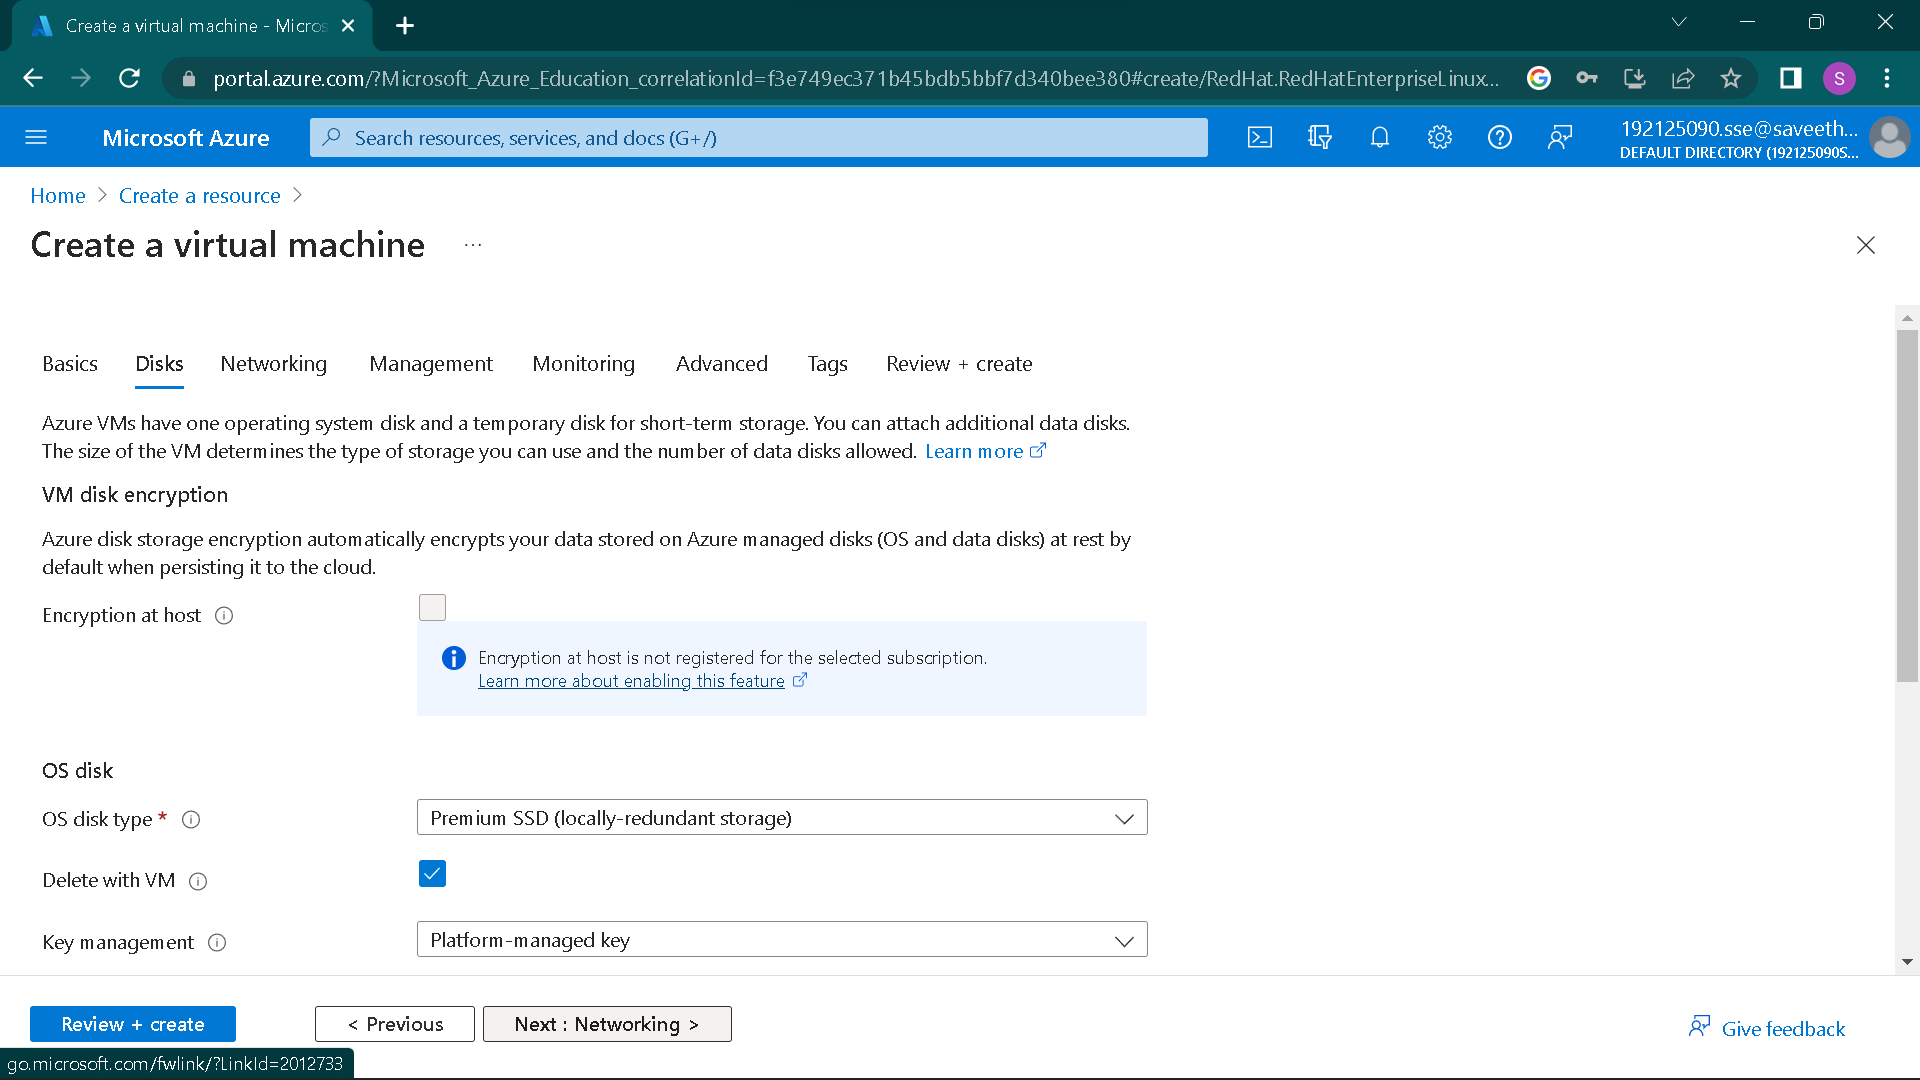 Create a virtual machine - Micros
portal.azure.com/?Microsoft_Azure_Education_correlationId=f3e749ec371b45bdb5bbf7d340bee380#create/RedHat.RedHatEnterpriseLinux...
S
Microsoft Azure
Search resources, services, and docs (G+/)
192125090.sse@saveeth...
DEFAULT DIRECTORY (192125090S...
Home > Create a resource >
Create a virtual machine ...
Basics Disks Networking Management Monitoring Advanced Tags Review + create
Azure VMs have one operating system disk and a temporary disk for short-term storage. You can attach additional data disks.
The size of the VM determines the type of storage you can use and the number of data disks allowed. Learn more
VM disk encryption
Azure disk storage encryption automatically encrypts your data stored on Azure managed disks (OS and data disks) at rest by
default when persisting it to the cloud.
Encryption at host
Encryption at host is not registered for the selected subscription.
Learn more about enabling this feature
OS disk
OS disk type * Premium SSD (locally-redundant storage)
Delete with VM
Key management Platform-managed key
Review + create < Previous Next : Networking > Give feedback
go.microsoft.com/fwlink/?LinkId=2012733